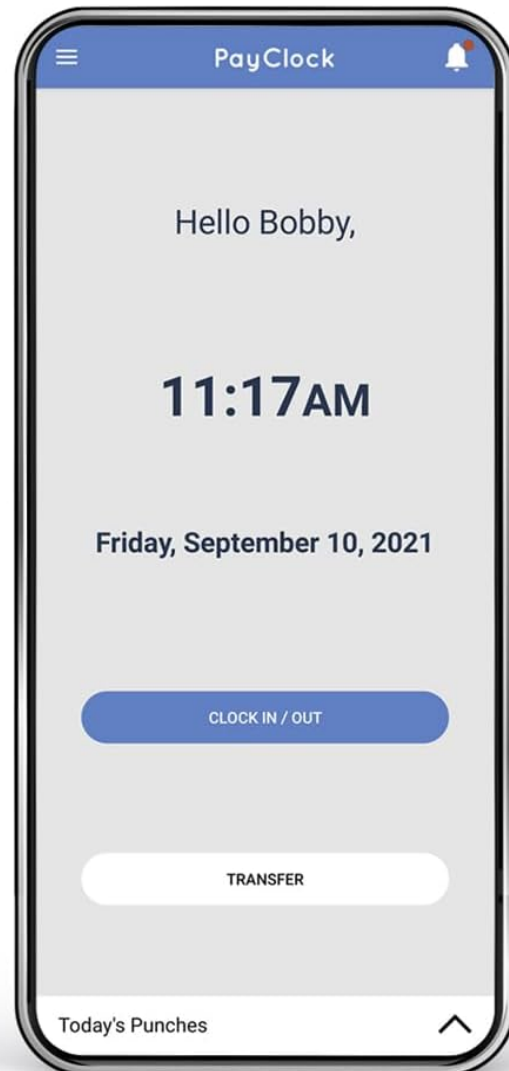 PayClock
Hello Bobby,
11:17AM
Friday, September 10, 2021
CLOCK IN / OUT
TRANSFER
Today's Punches